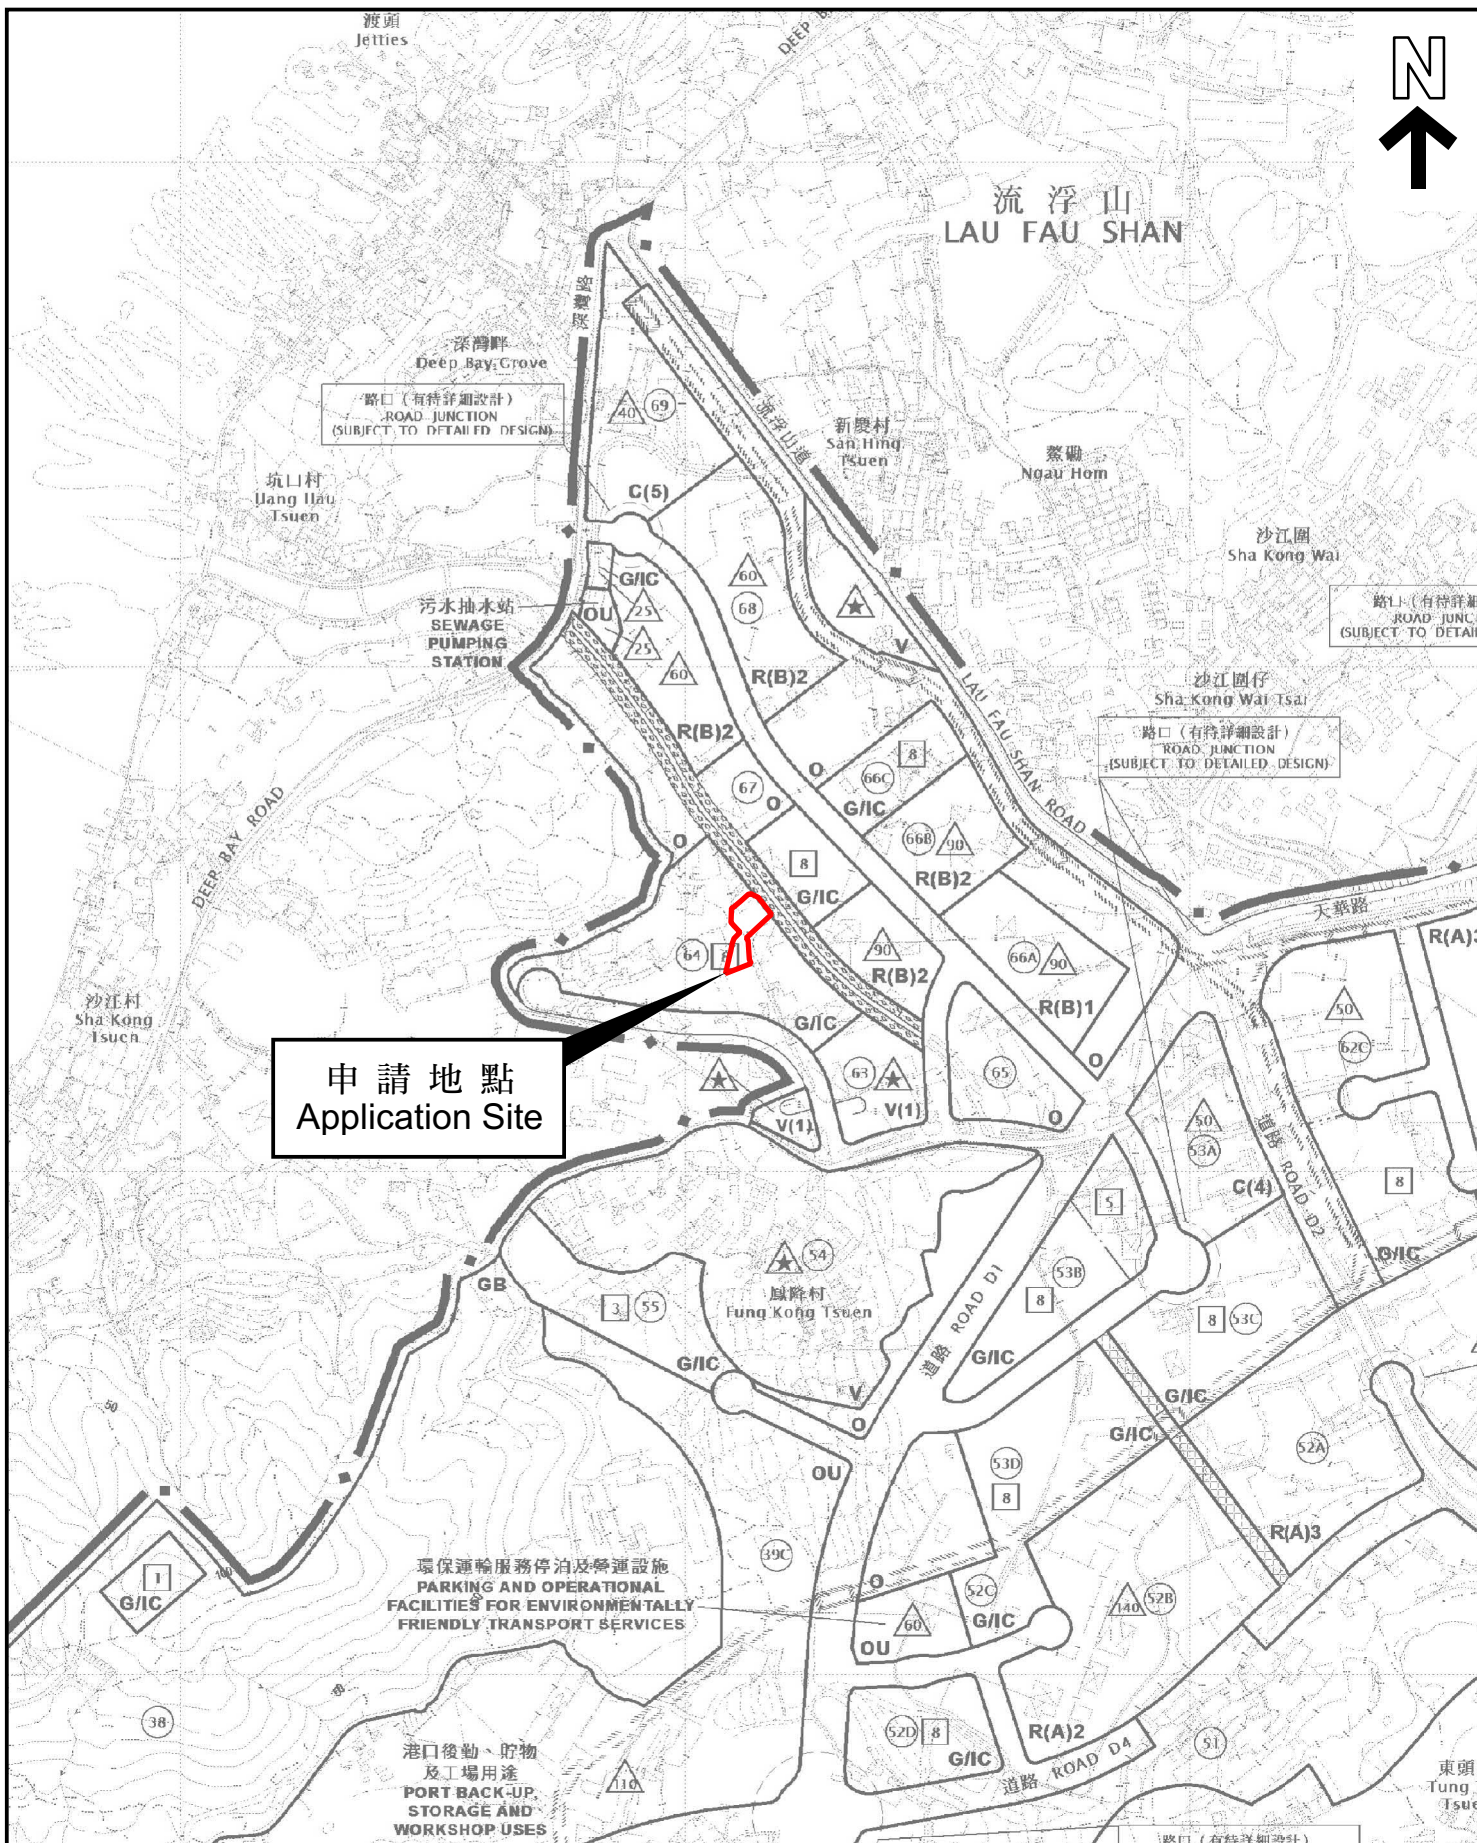 渡頭
Jetties
N
流浮山
LAU FAU SHAN
深灣路
深灣畔
Deep Bay Grove
路口（有待詳細設計）
ROAD JUNCTION
(SUBJECT TO DETAILED DESIGN)
40
69
流浮山道
新慶村
San Hing
Tsuen
鰲磡
Ngau Hom
坑口村
Hang Hau
Tsuen
C(5)
沙江圍
Sha Kong Wai
G/IC
60
68
25
污水抽水站
SEWAGE
PUMPING
STATION
OU
25
60
V
R(B)2
R(B)2
沙江圍仔
Sha Kong Wai Tsai
路口（有待詳細設計）
ROAD JUNCTION
(SUBJECT TO DETAILED DESIGN)
LAU FAU SHAN ROAD
DEEP BAY ROAD
8
66C
O
G/IC
67
O
66B
90
O
8
R(B)2
G/IC
天華路
R(A)3
64
8
90
R(B)2
66A
90
R(B)1
沙江村
Sha Kong
Tsuen
G/IC
50
62C
申請地點
Application Site
63
V(1)
V(1)
65
O
O
50
53A
道路 ROAD D2
C(4)
8
5
G/IC
54
鳳降村
Fung Kong Tsuen
GB
3
55
53B
8
8
53C
道路 ROAD D1
G/IC
G/IC
V
O
G/IC
G/IC
50
OU
53D
8
52A
R(A)3
39C
環保運輸服務停泊及營運設施
PARKING AND OPERATIONAL
FACILITIES FOR ENVIRONMENTALLY
FRIENDLY TRANSPORT SERVICES
1
G/IC
100
O
52C
G/IC
60
OU
140
52B
38
52D
8
G/IC
R(A)2
道路 ROAD D4
51
港口後勤、貯物
及工場用途
PORT BACK-UP,
STORAGE AND
WORKSHOP USES
110
東頭
Tung